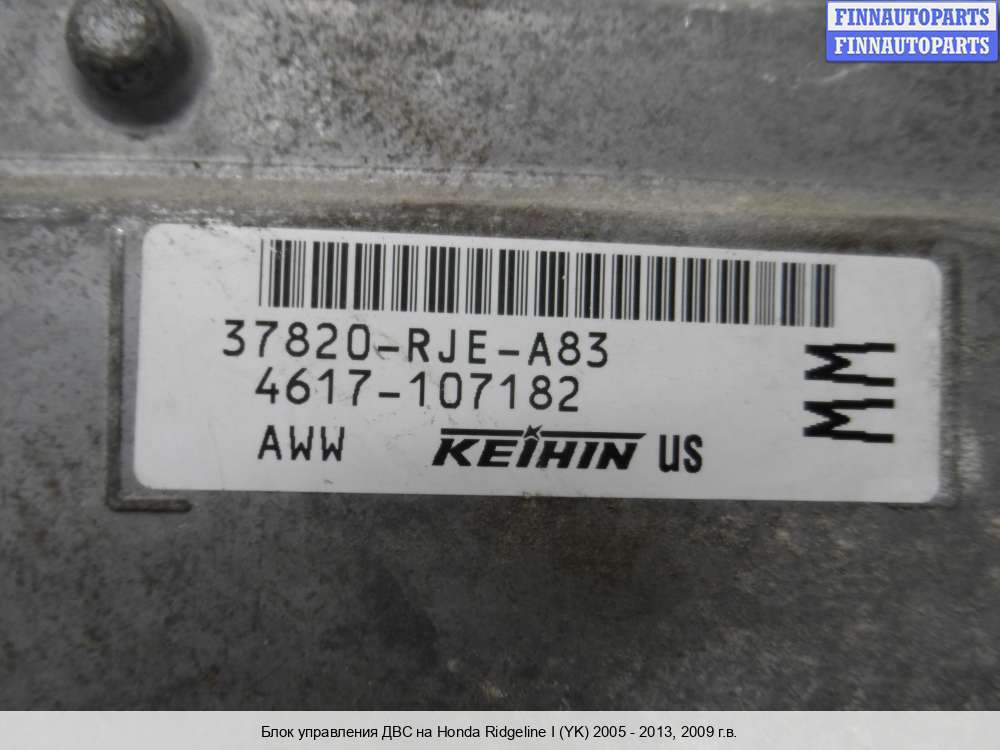 FINNAUTOPARTS
FINNAUTOPARTS
37820-RJE-A83
4617-107182
AWW KEIHIN US
MM
Блок управления ДВС на Honda Ridgeline I (YK) 2005 - 2013, 2009 г.в.